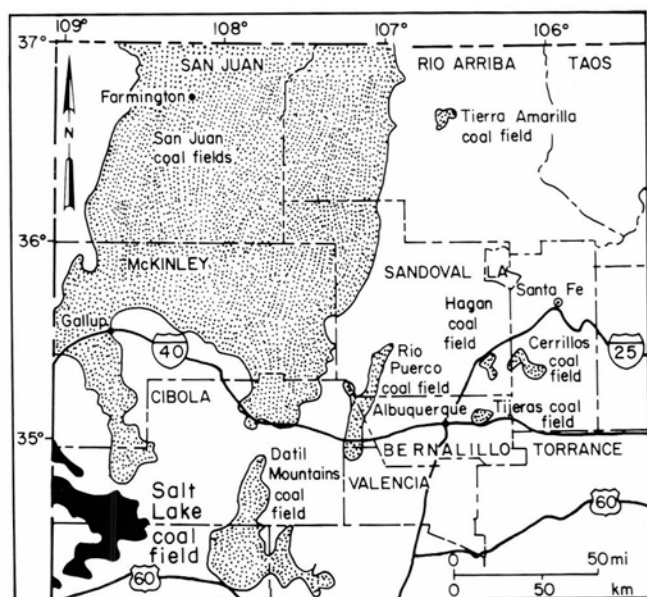 109°
108°
107°
106°
37°
SAN JUAN
RIO ARRIBA
TAOS
Farmington
N
San Juan
coal fields
Tierra Amarilla
coal field
36°
McKINLEY
SANDOVAL
LA
Santa Fe
Gallup
40
Hagan
coal
field
Cerrillos
coal
field
25
Rio
Puerco
coal field
CIBOLA
Albuquerque
Tijeras coal
field
35°
BERNALILLO
TORRANCE
Datil
Mountains
coal
field
VALENCIA
Salt
Lake
coal
field
60
60
0
50 mi
0
50
km